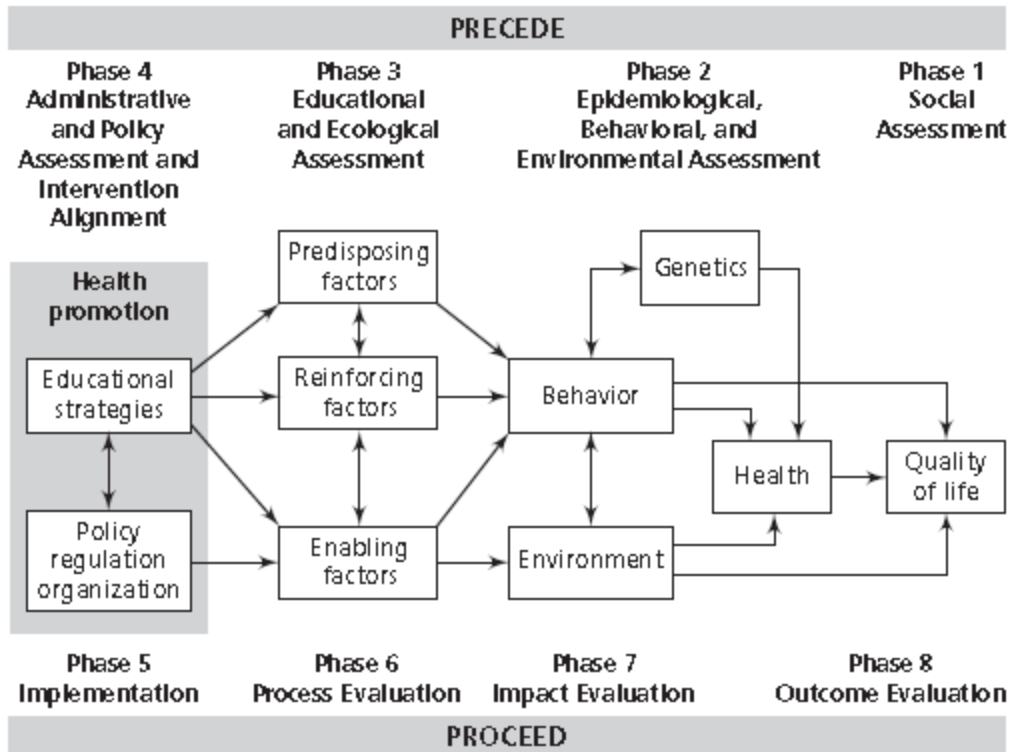 PRECEDE
Phase 4
Administrative
and Policy
Assessment and
Intervention
Alignment
Phase 3
Educational
and Ecological
Assessment
Phase 2
Epidemiological,
Behavioral, and
Environmental Assessment
Phase 1
Social
Assessment
Health
promotion
Educational
strategies
Policy
regulation
organization
Predisposing
factors
Reinforcing
factors
Enabling
factors
Genetics
Behavior
Environment
Health
Quality
of life
Phase 5
Implementation
Phase 6
Process Evaluation
Phase 7
Impact Evaluation
Phase 8
Outcome Evaluation
PROCEED